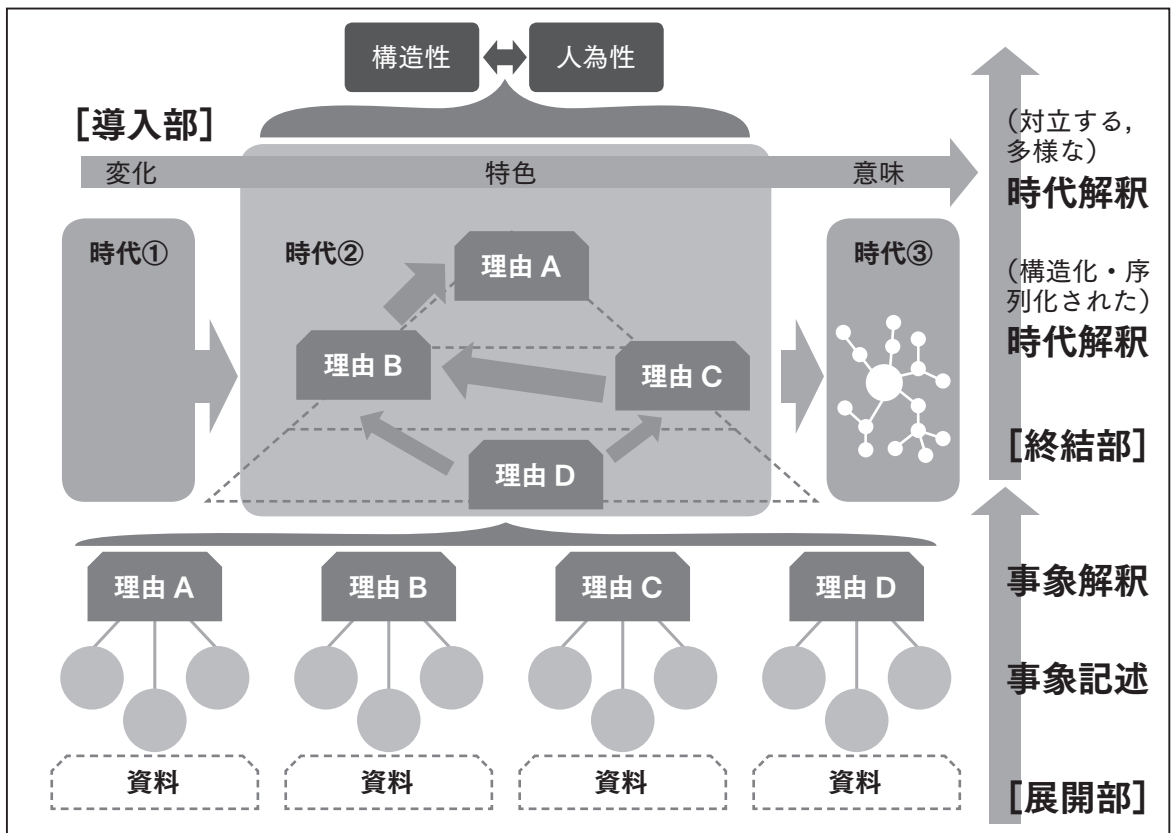 構造性
人為性
[導入部]
変化
特色
意味
時代①
時代②
時代③
理由 A
理由 B
理由 C
理由 D
(対立する,
多様な)
時代解釈
(構造化・序
列化された)
時代解釈
[終結部]
理由 A
理由 B
理由 C
理由 D
事象解釈
事象記述
資料
資料
資料
資料
[展開部]